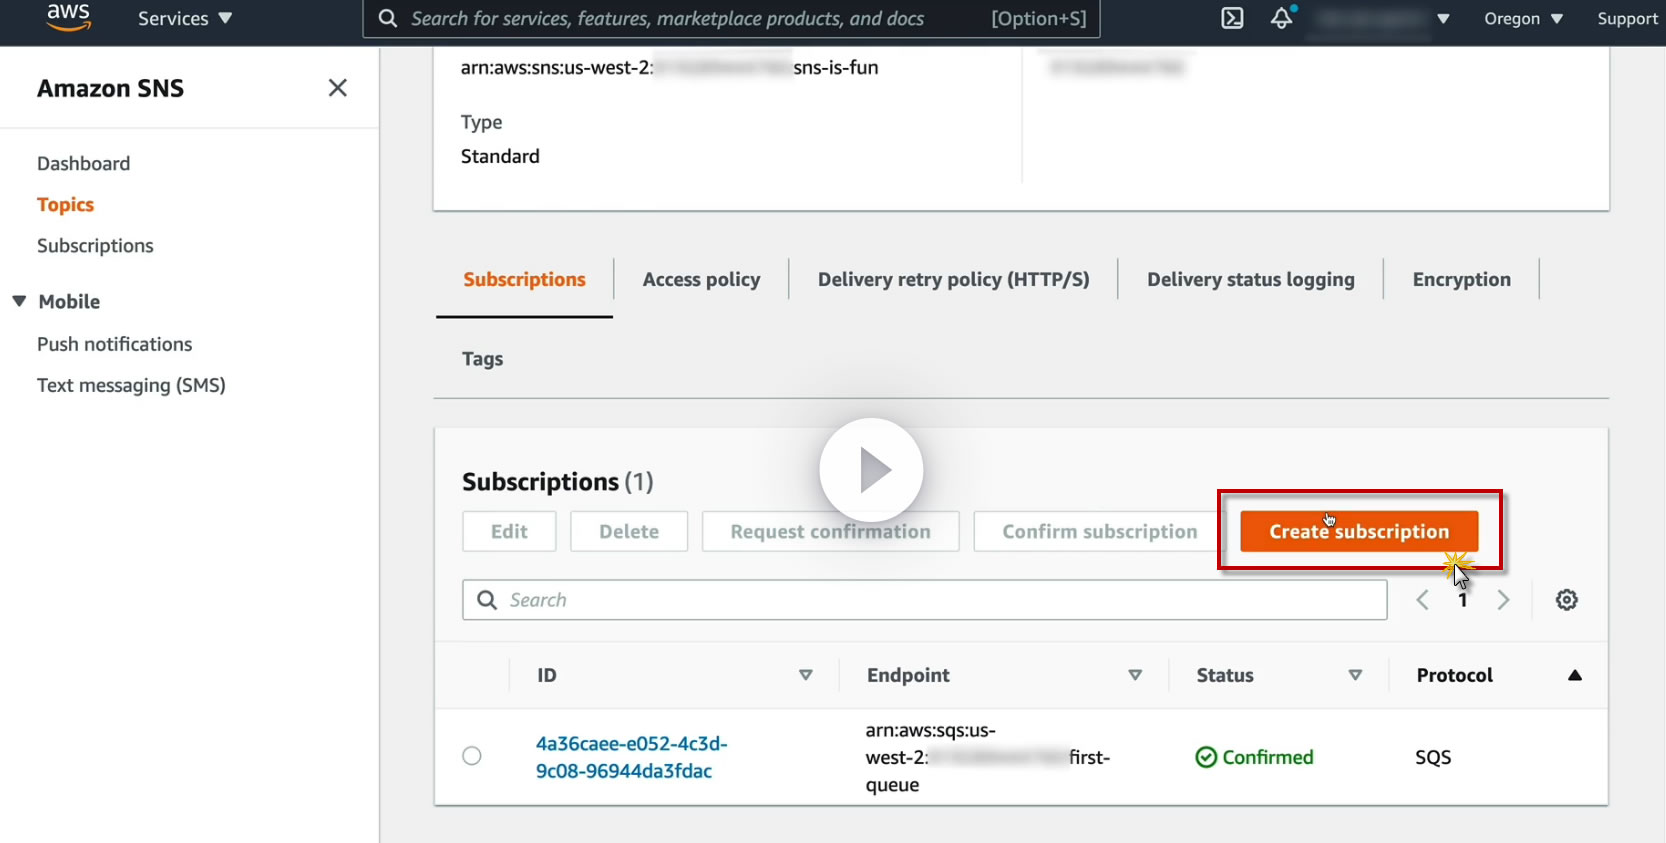 aws
Services
Search for services, features, marketplace products, and docs [Option+S]
Oregon
Support
Amazon SNS
Dashboard
Topics
Subscriptions
Mobile
Push notifications
Text messaging (SMS)
arn:aws:sns:us-west-2: sns-is-fun
Type
Standard
Subscriptions Access policy Delivery retry policy (HTTP/S) Delivery status logging Encryption
Tags
Subscriptions (1)
Edit Delete Request confirmation Confirm subscription Create subscription
Search
1
ID Endpoint Status Protocol
4a36caee-e052-4c3d-
9c08-96944da3fdac
arn:aws:sqs:us-
west-2: first-
queue
Confirmed
SQS